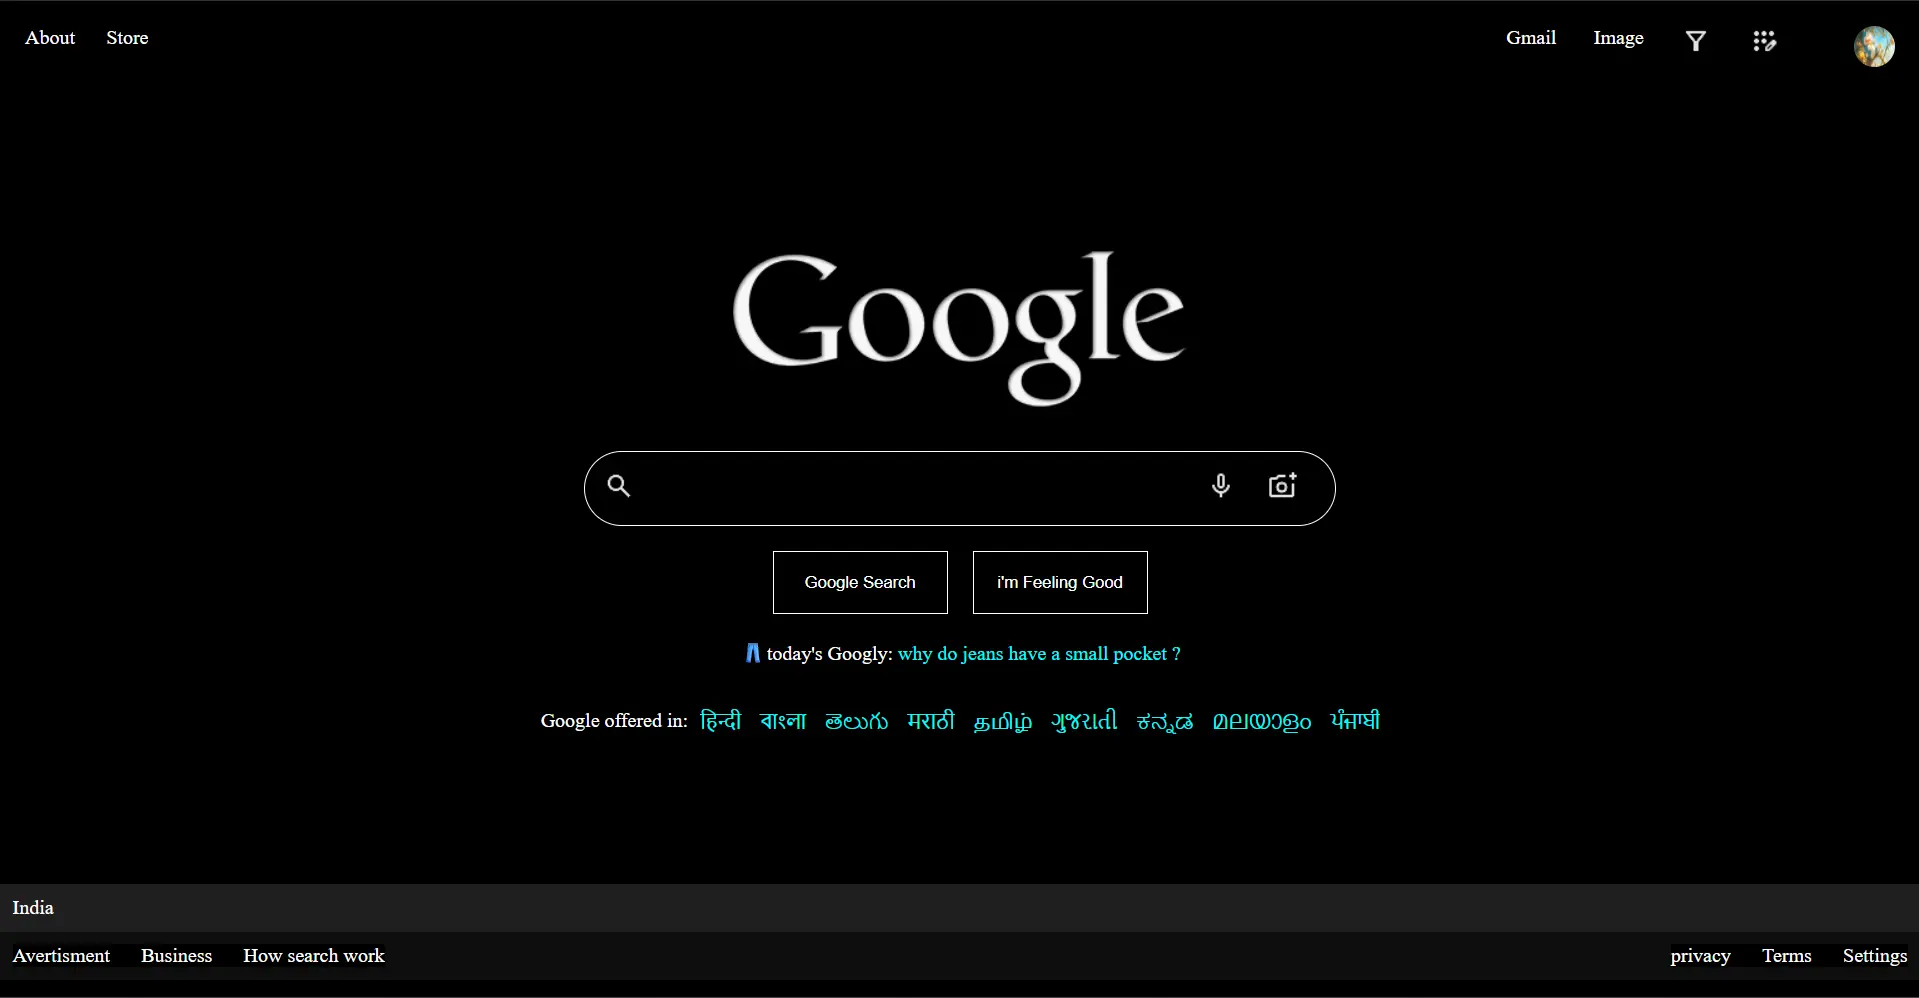 About Store Gmail Image
Google
Google Search i'm Feeling Good
today's Googly: why do jeans have a small pocket ?
Google offered in: हिन्दी বাংলা తెలుగు मराठी தமிழ் ગુજરાતી ಕನ್ನಡ മലയാളം ਪੰਜਾਬੀ
India
Avertisment Business How search work privacy Terms Settings